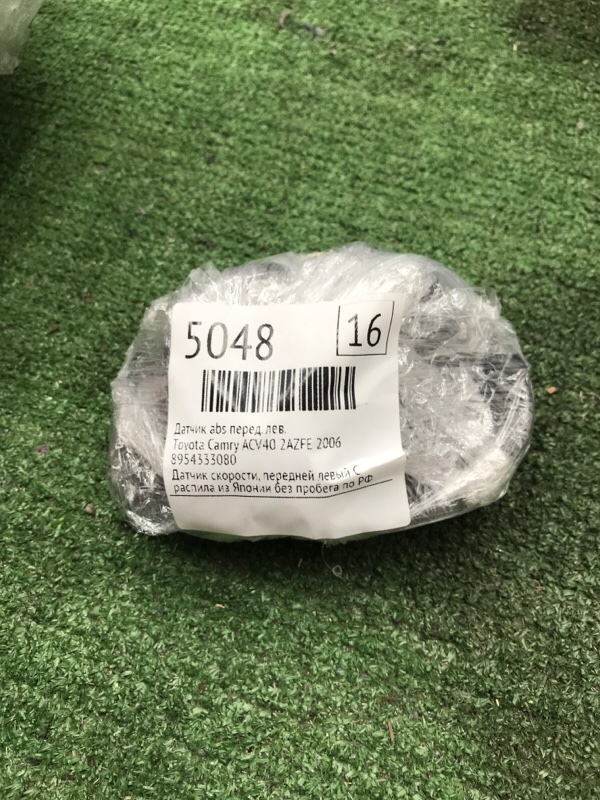 5048
16
Датчик abs перед.лев.
Toyota Camry ACV40 2AZFE 2006
8954333080
Датчик скорости, передней левый С
распила из Японии без пробега по РФ